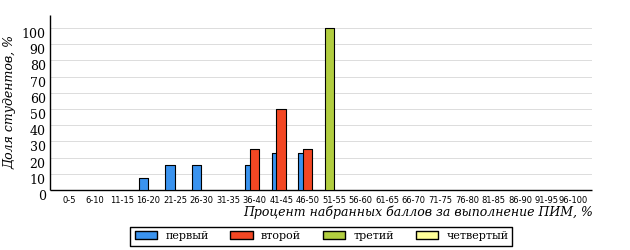 Доля студентов, %
100
90
80
70
60
50
40
30
20
10
0
0-5 6-10 11-15 16-20 21-25 26-30 31-35 36-40 41-45 46-50 51-55 56-60 61-65 66-70 71-75 76-80 81-85 86-90 91-95 96-100
Процент набранных баллов за выполнение ПИМ, %
первый второй третий четвертый